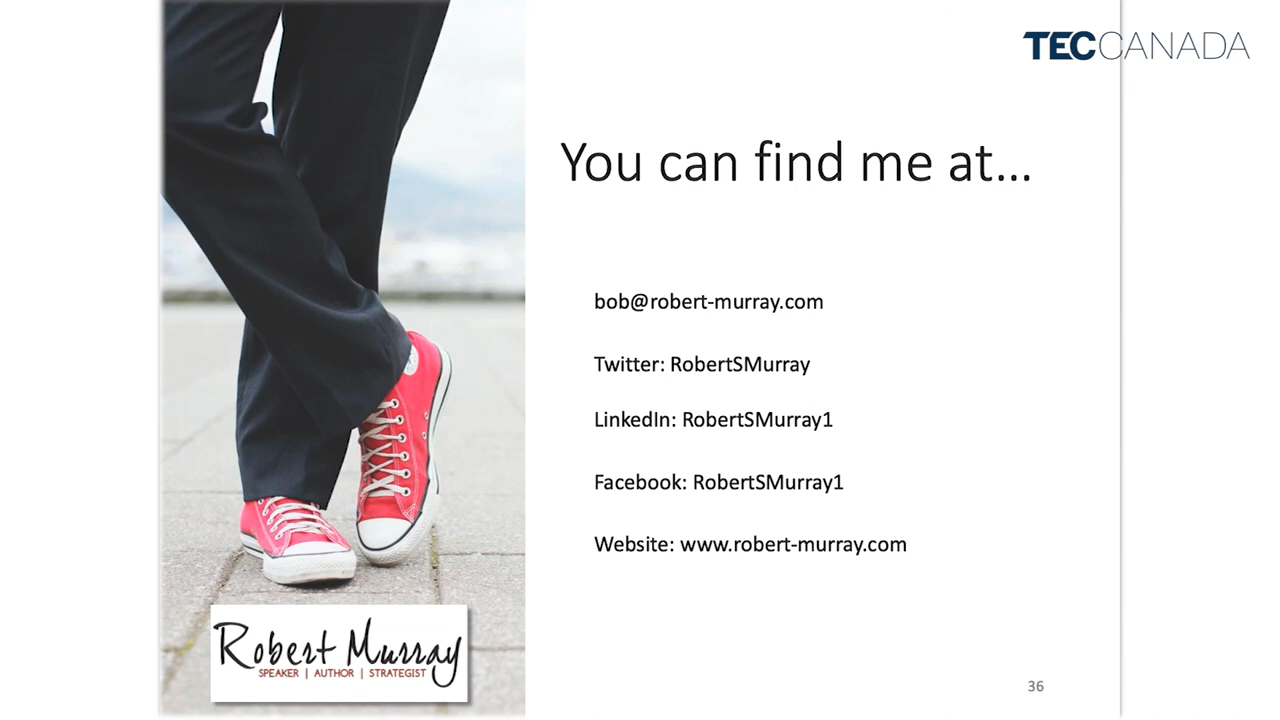 TECCANADA
You can find me at...
bob@robert-murray.com
Twitter: RobertSMurray
LinkedIn: RobertSMurray1
Facebook: RobertSMurray1
Website: www.robert-murray.com
Robert Murray
SPEAKER | AUTHOR | STRATEGIST
36